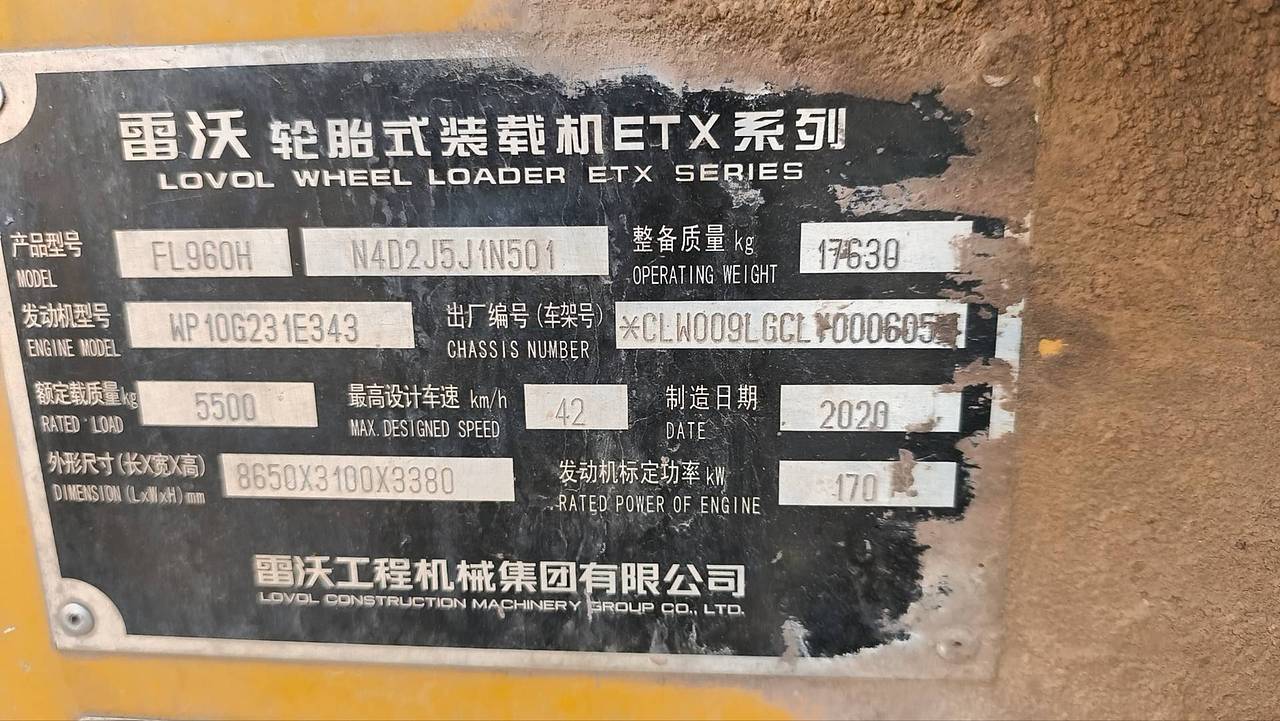 雷沃 轮胎式装载机ETX系列
LOVOL WHEEL LOADER ETX SERIES
产品型号 FL960H N4D2J5J1N501 整备质量 kg 17630
MODEL OPERATING WEIGHT
发动机型号 WP10G231E343 出厂编号(车架号)
ENGINE MODEL CHASSIS NUMBER
额定载质量kg 5500 最高设计车速 km/h 42 制造日期 2020
RATED LOAD MAX.DESIGNED SPEED DATE
外形尺寸(长X宽X高) 8650X3100X3380 发动机标定功率 kW 170
DIMENSION(LxWxH)mm RATED POWER OF ENGINE
雷沃工程机械集团有限公司
LOVOL CONSTRUCTION MACHINERY GROUP CO., LTD.